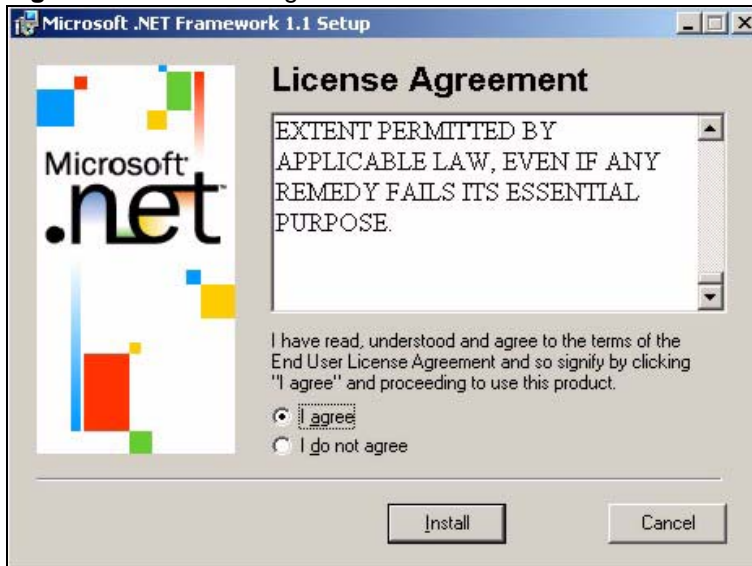 Microsoft .NET Framework 1.1 Setup
License Agreement
EXTENT PERMITTED BY
APPLICABLE LAW, EVEN IF ANY
REMEDY FAILS ITS ESSENTIAL
PURPOSE.
Microsoft
.net
I have read, understood and agree to the terms of the
End User License Agreement and so signify by clicking
"I agree" and proceeding to use this product.
I agree
I do not agree
Install
Cancel